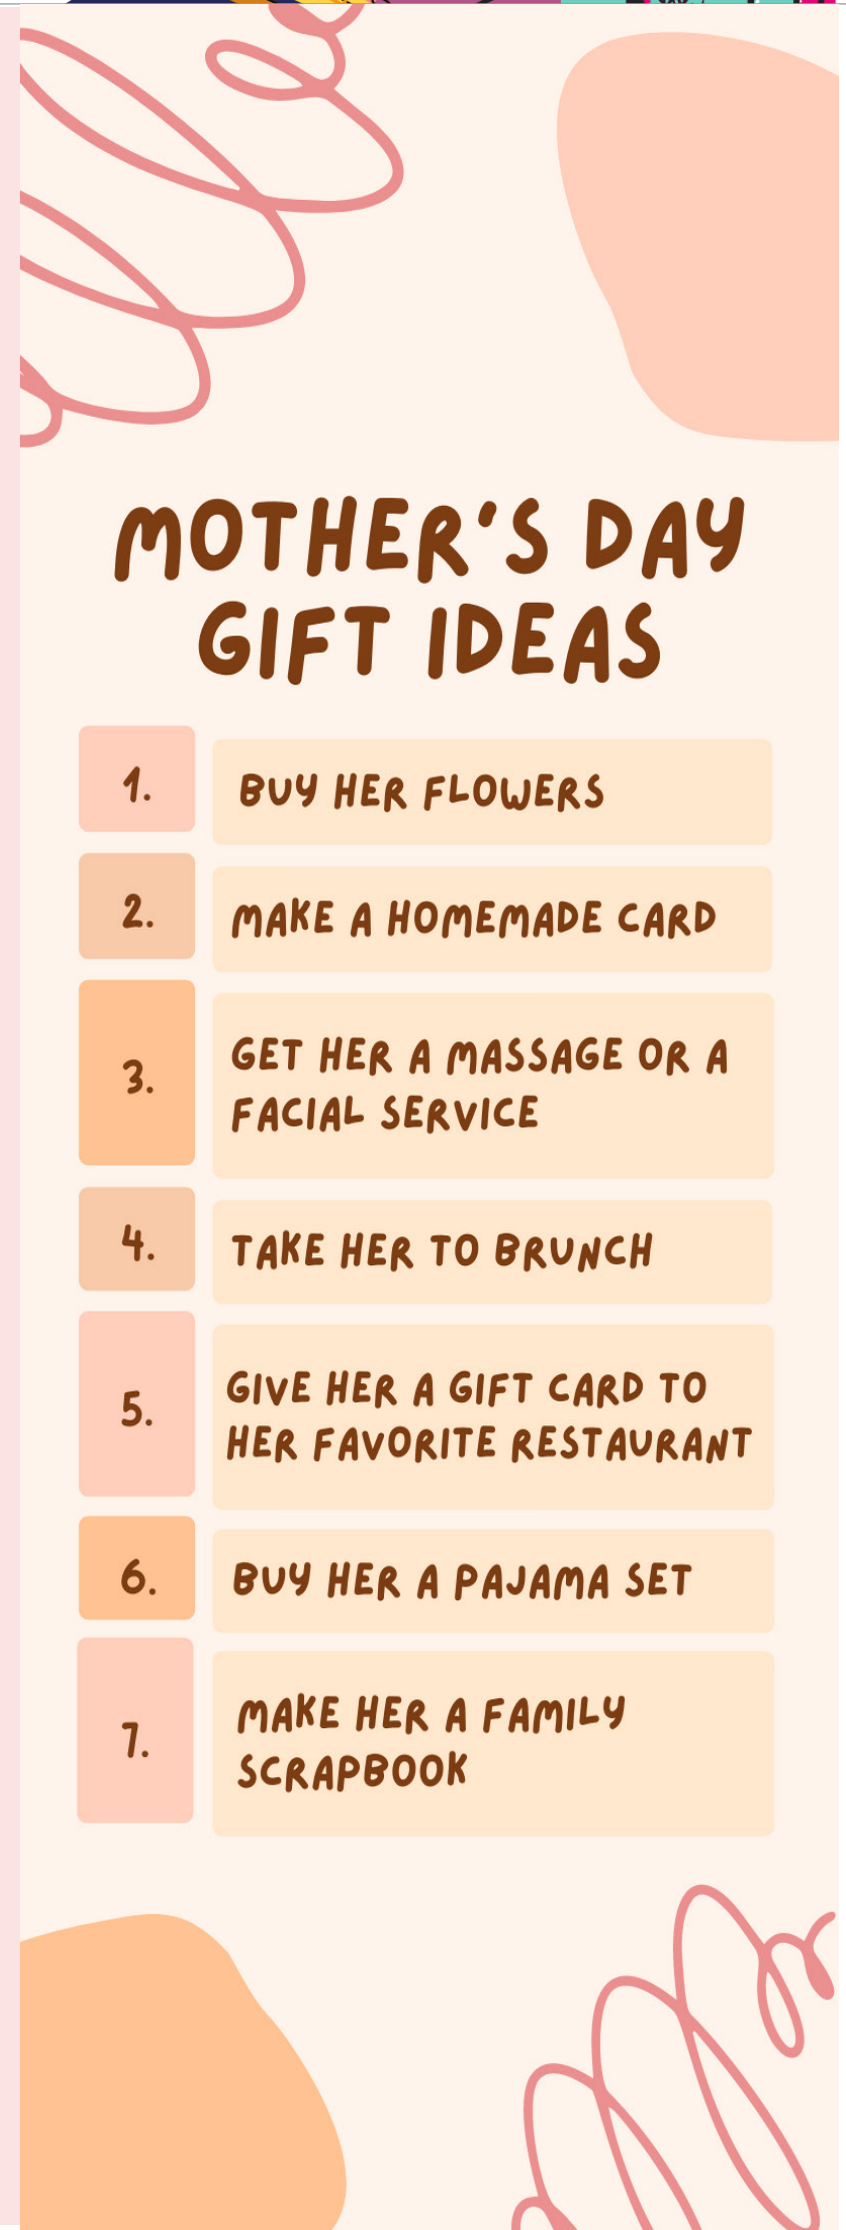 MOTHER'S DAY
GIFT IDEAS
1.
BUY HER FLOWERS
2.
MAKE A HOMEMADE CARD
3.
GET HER A MASSAGE OR A
FACIAL SERVICE
4.
TAKE HER TO BRUNCH
5.
GIVE HER A GIFT CARD TO
HER FAVORITE RESTAURANT
6.
BUY HER A PAJAMA SET
7.
MAKE HER A FAMILY
SCRAPBOOK